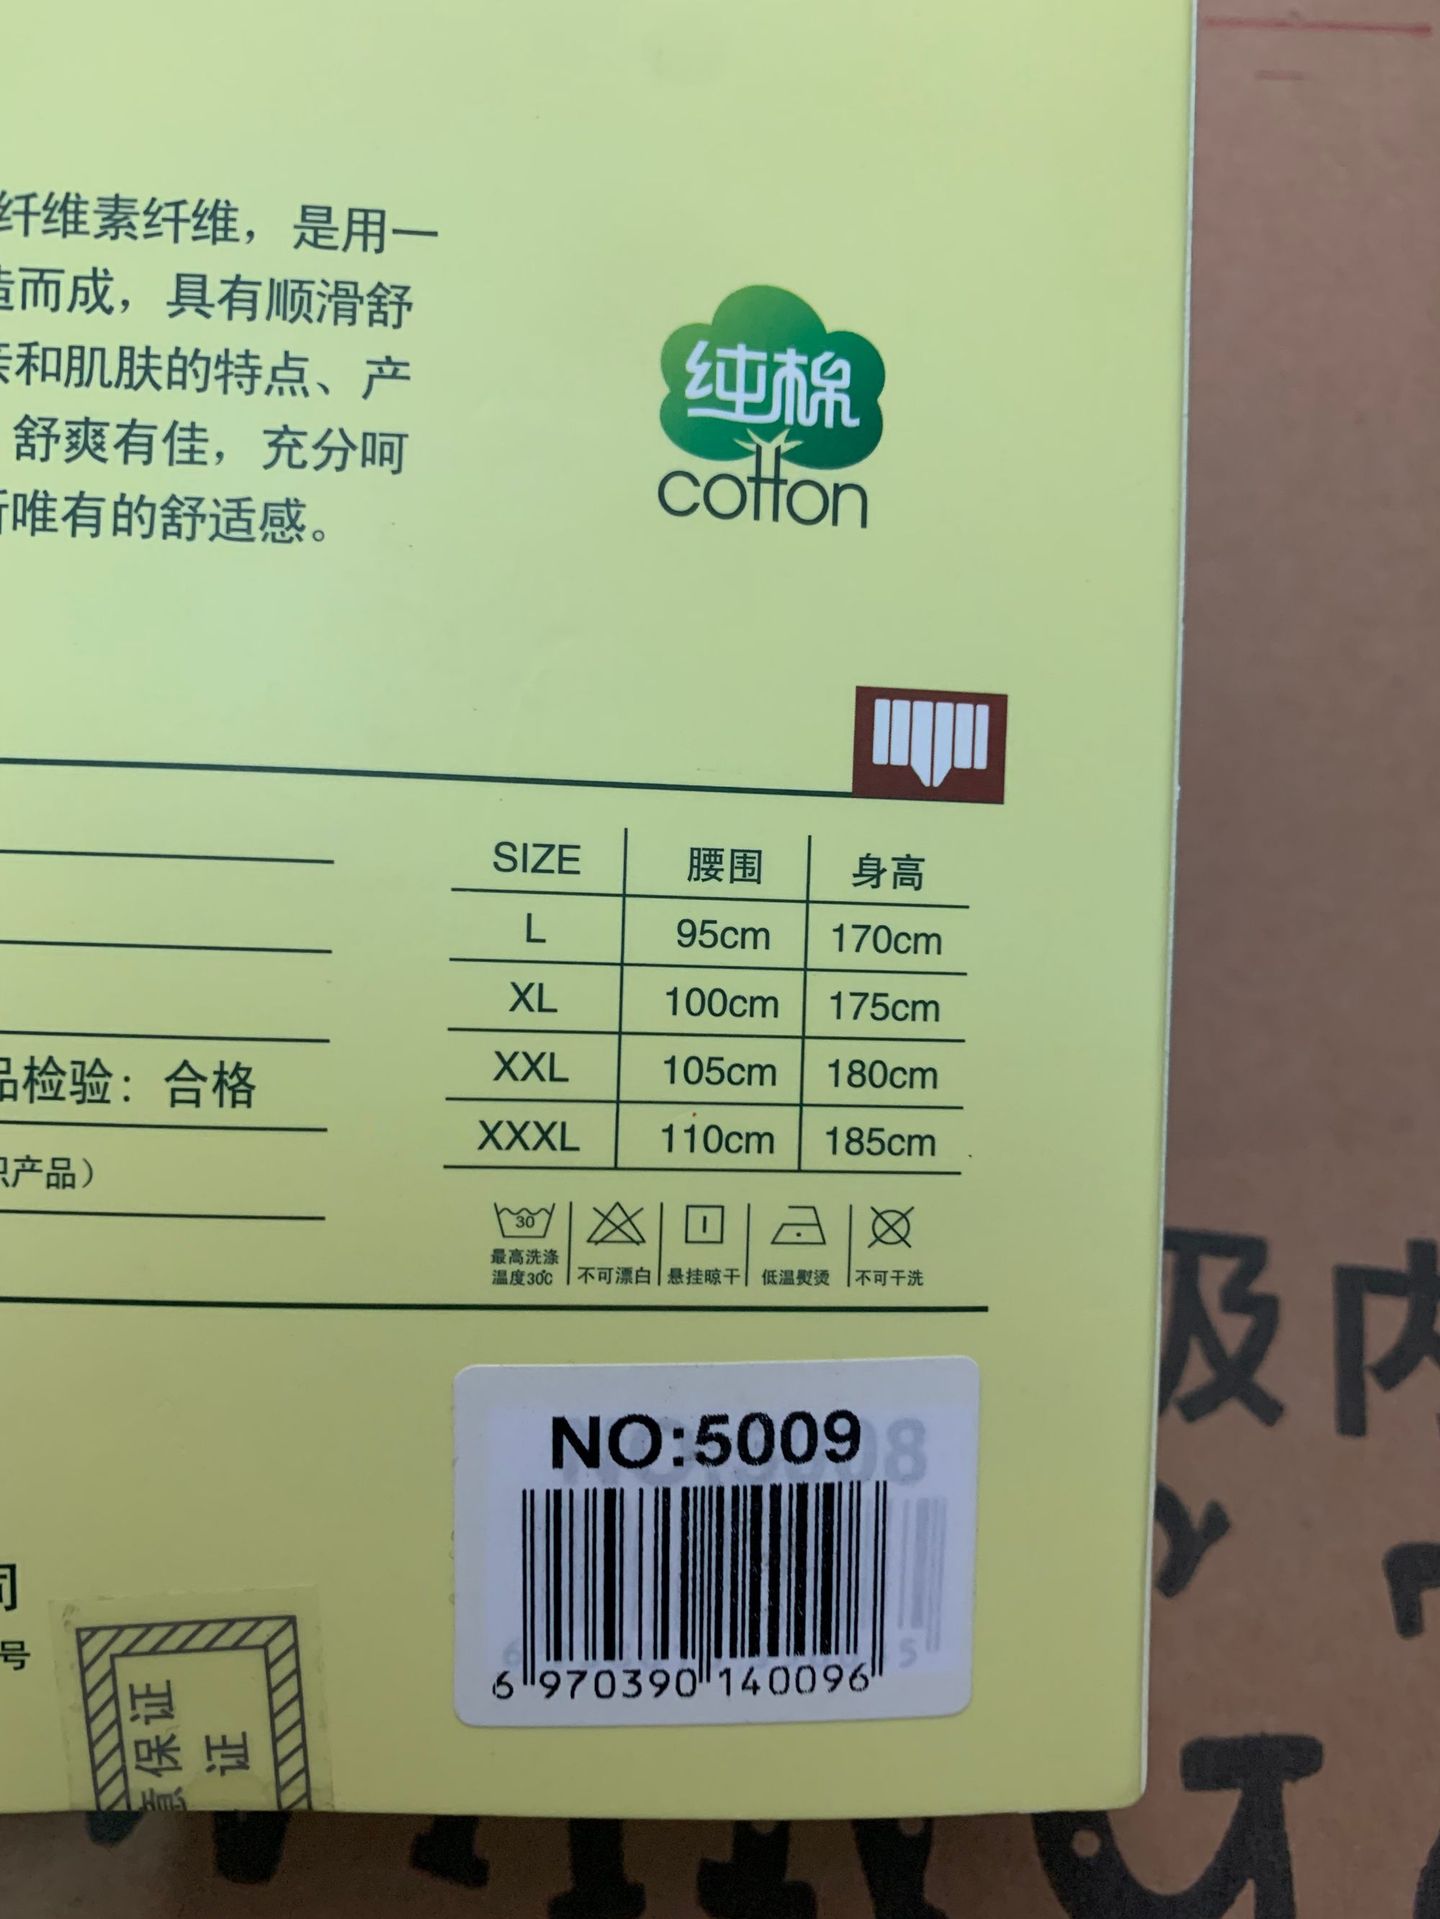 纤维素纤维，是用一
造而成，具有顺滑舒
亲和肌肤的特点、产
舒爽有佳，充分呵
所唯有的舒适感。
纯棉
cotton
SIZE 腰围 身高
L 95cm 170cm
XL 100cm 175cm
XXL 105cm 180cm
XXXL 110cm 185cm
品检验：合格
织产品）
30
最高洗涤
温度30℃
不可漂白
悬挂晾干
低温熨烫
不可干洗
NO:5009
6 970390 140096
司
号
质保证
证
级内